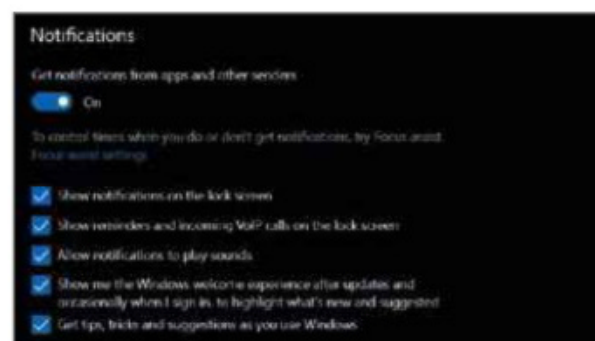 Notifications
Get notifications from apps and other senders
On
To control times when you do or don't get notifications, try Focus assist.
Focus assist settings
Show notifications on the lock screen
Show reminders and incoming VoIP calls on the lock screen
Allow notifications to play sounds
Show me the Windows welcome experience after updates and
occasionally when I sign in to highlight what's new and suggested
Get tips, tricks and suggestions as you use Windows